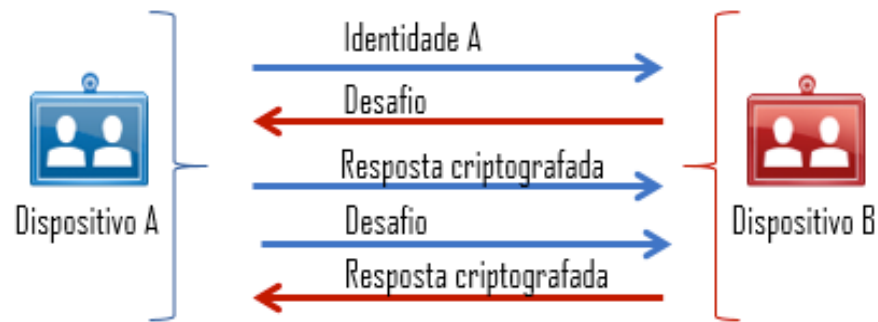 Identidade A
Desafio
Resposta criptografada
Dispositivo A
Desafio
Dispositivo B
Resposta criptografada